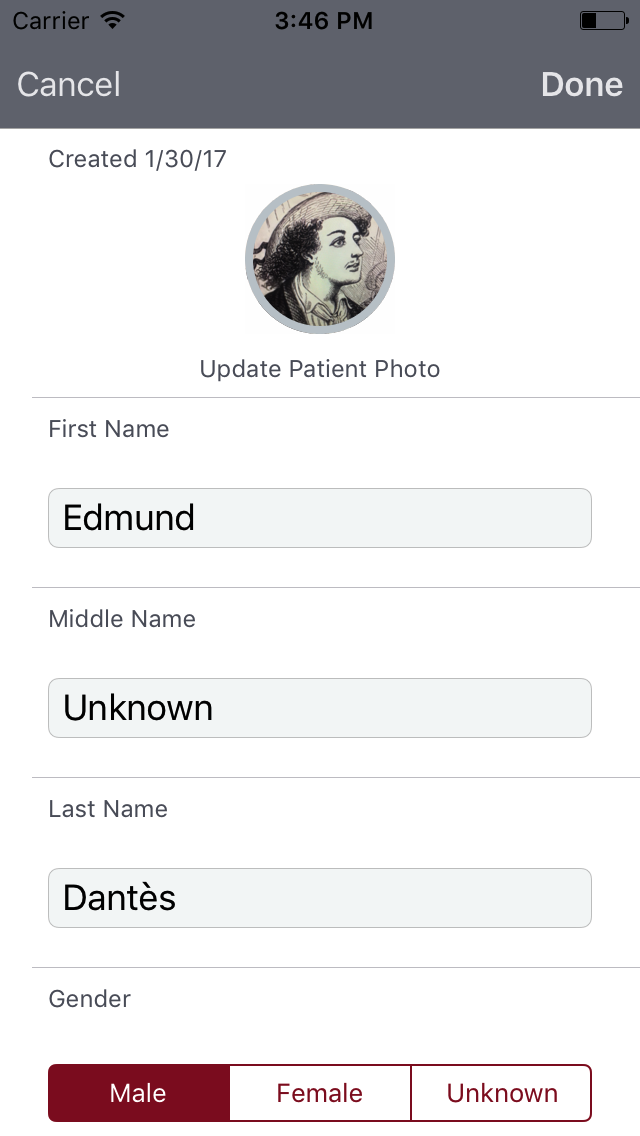 Carrier 3:46 PM
Cancel Done
Created 1/30/17
Update Patient Photo
First Name
Edmund
Middle Name
Unknown
Last Name
Dantès
Gender
Male Female Unknown